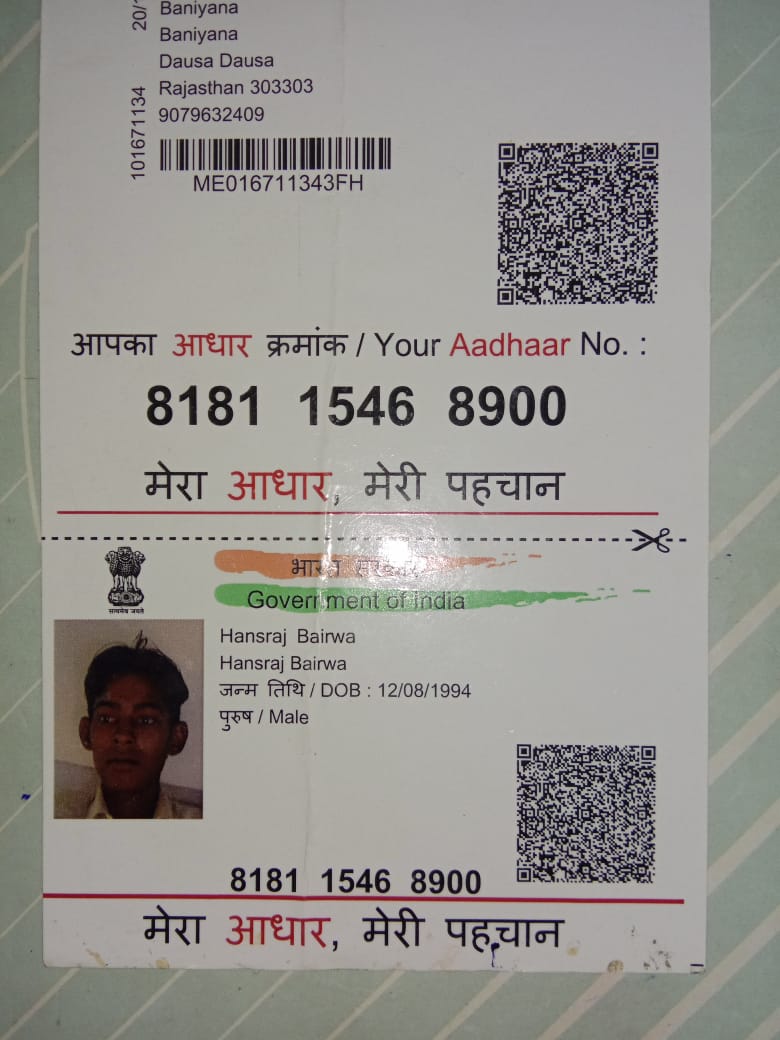 Baniyana
Baniyana
Dausa Dausa
Rajasthan 303303
9079632409
101671134
ME016711343FH
आपका आधार क्रमांक / Your Aadhaar No. :
8181 1546 8900
मेरा आधार, मेरी पहचान
भारत सरकार
Government of India
सत्यमेव जयते
Hansraj Bairwa
Hansraj Bairwa
जन्म तिथि / DOB : 12/08/1994
पुरुष / Male
8181 1546 8900
मेरा आधार, मेरी पहचान